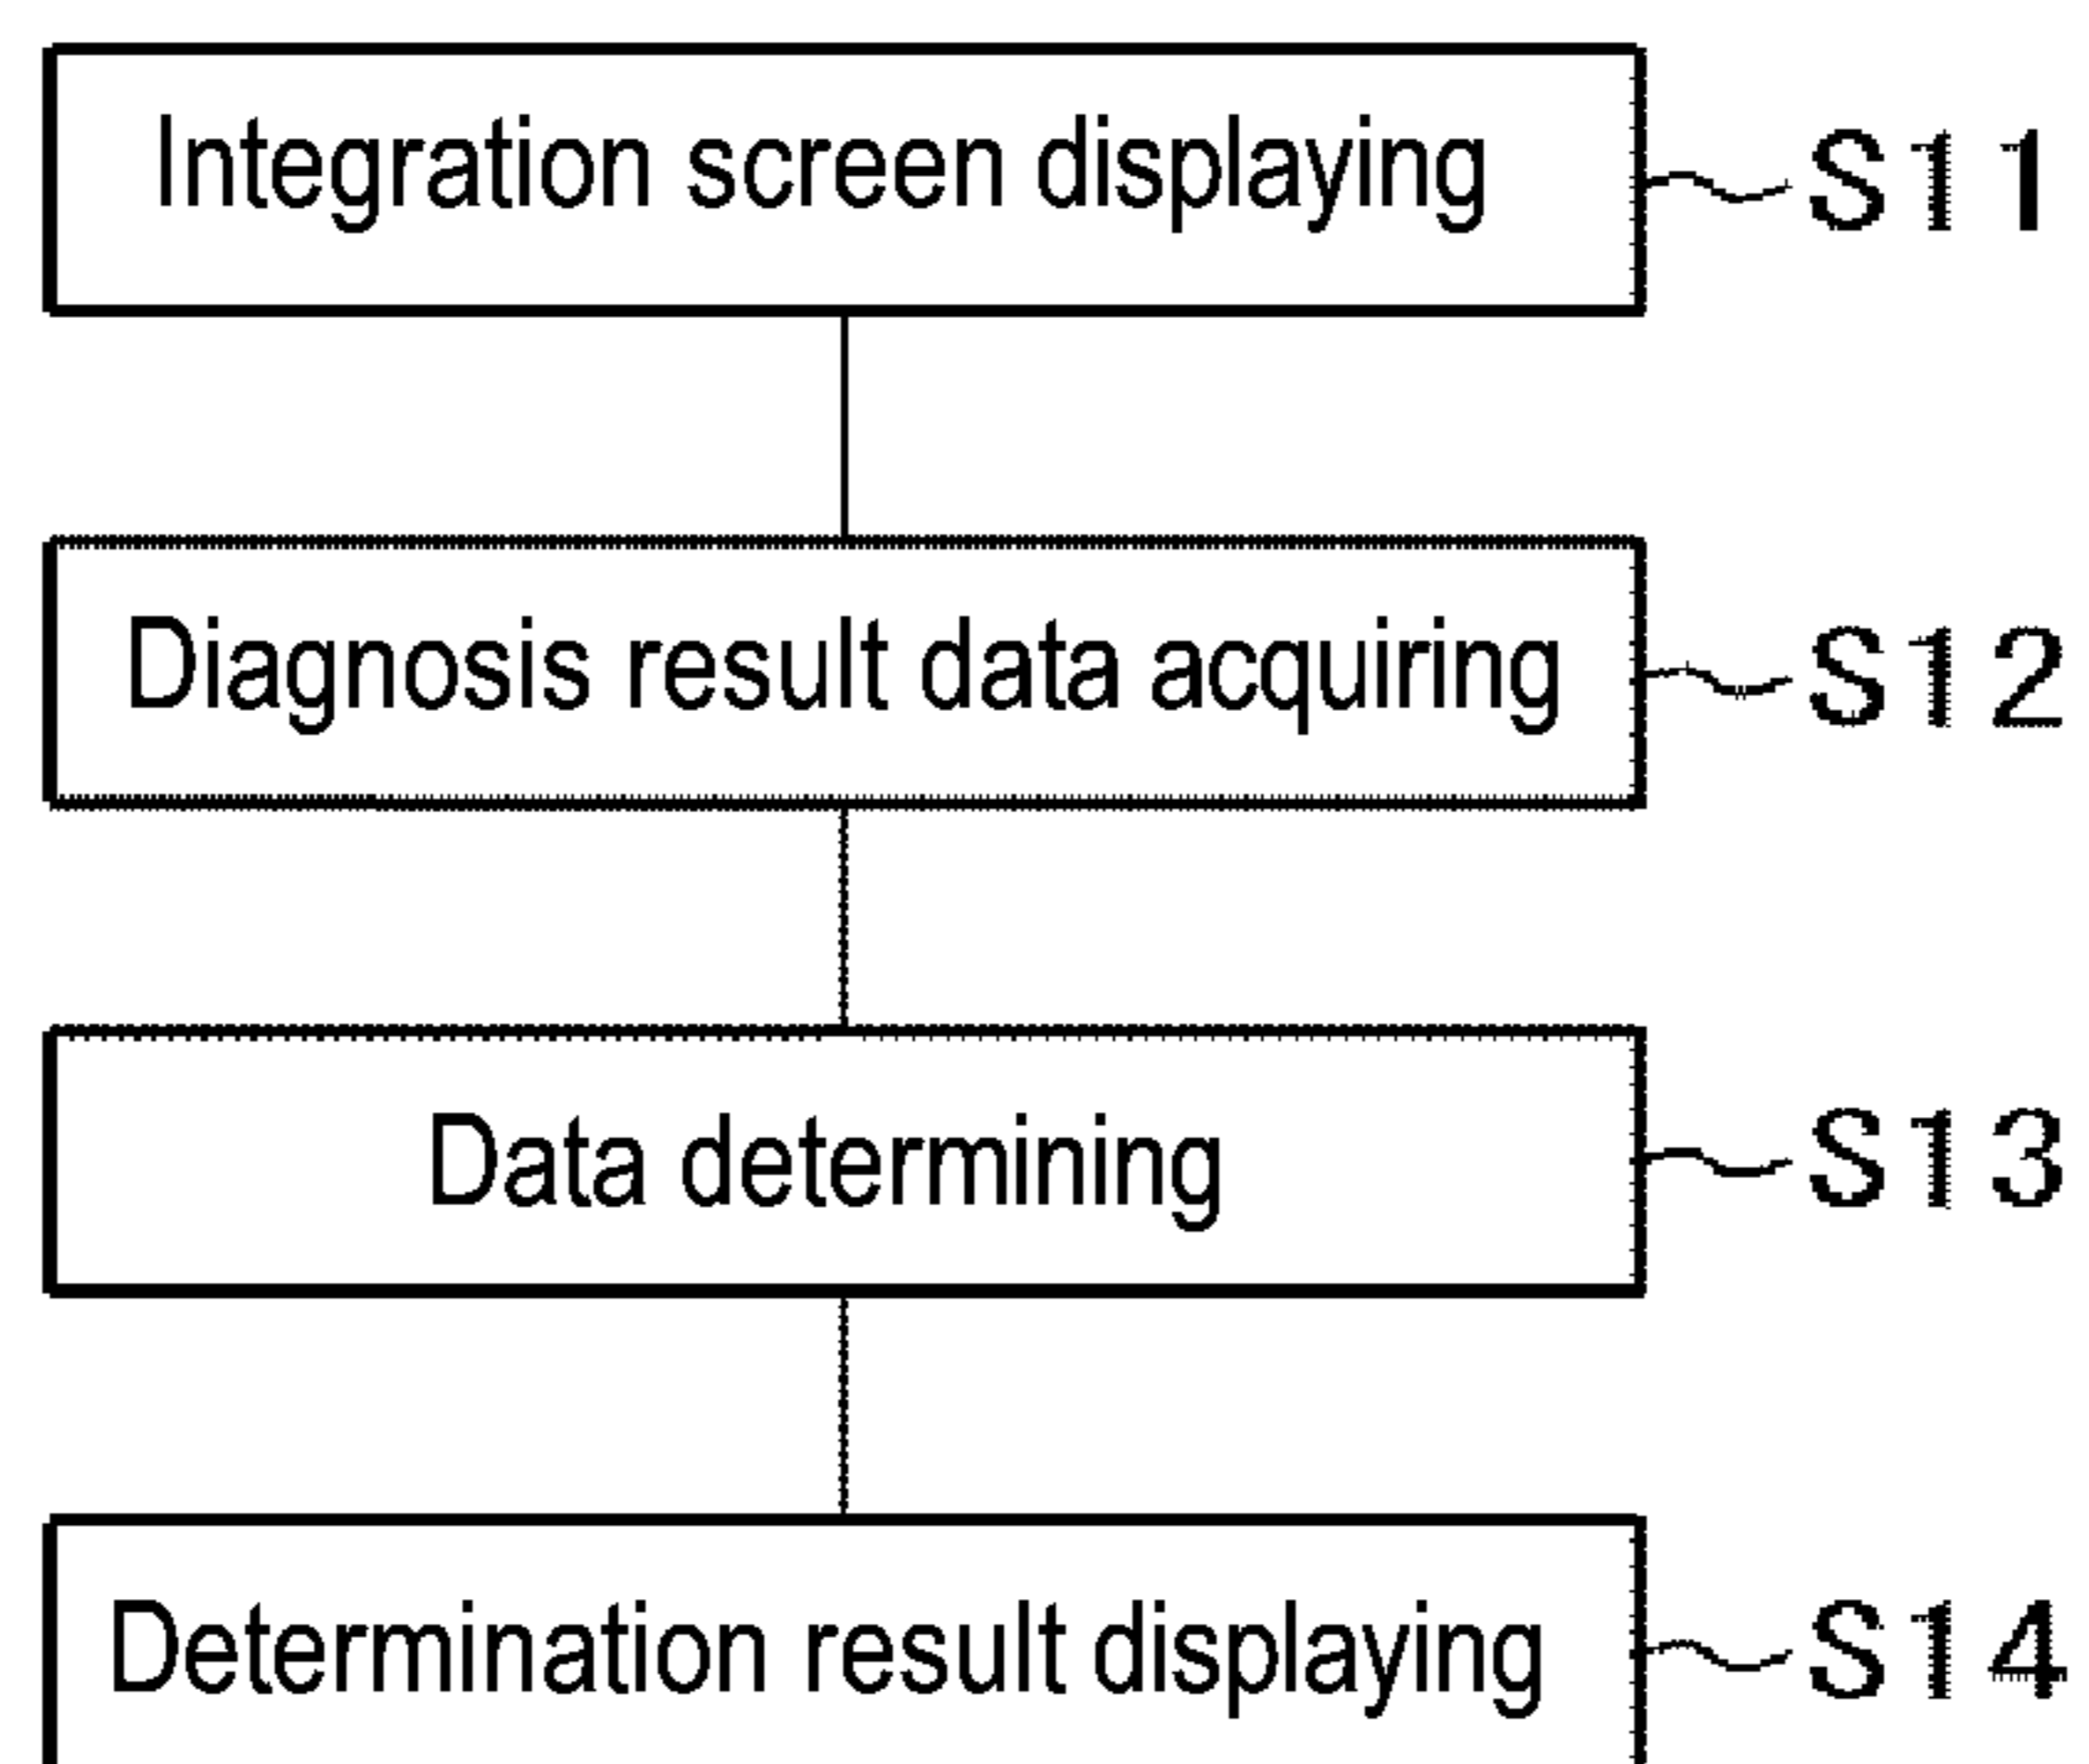 Integration screen displaying S11
Diagnosis result data acquiring S12
Data determining S13
Determination result displaying S14